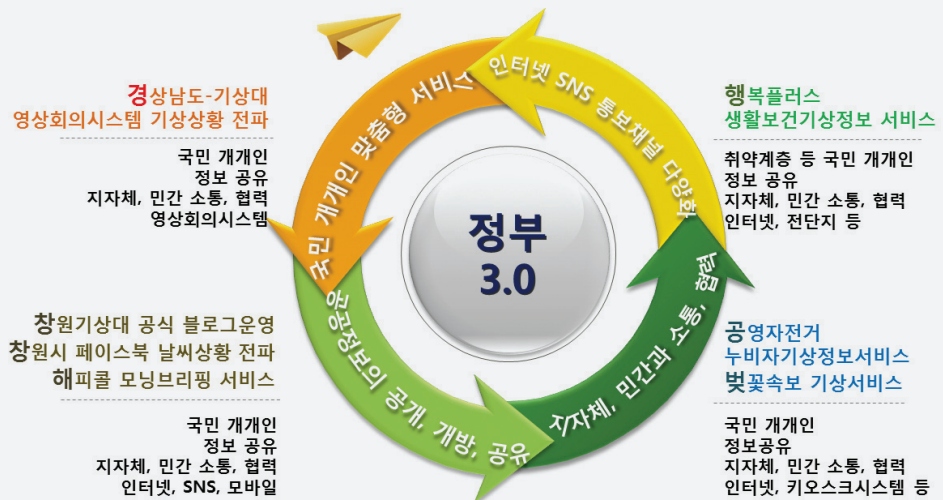 경상남도-기상대
영상회의시스템 기상상황 전파
국민 개개인
정보 공유
지자체, 민간 소통, 협력
영상회의시스템
행복플러스
생활보건기상정보 서비스
취약계층 등 국민 개개인
정보 공유
지자체, 민간 소통, 협력
인터넷, 전단지 등
국민 개개인 맞춤형 서비스
인터넷 SNS 통보채널 다양화
정부
3.0
공공정보의 공개, 개방, 공유
지자체, 민간과 소통, 협력
창원기상대 공식 블로그운영
창원시 페이스북 날씨상황 전파
해피콜 모닝브리핑 서비스
국민 개개인
정보 공유
지자체, 민간 소통, 협력
인터넷, SNS, 모바일
공영자전거
누비자기상정보서비스
벚꽃속보 기상서비스
국민 개개인
정보공유
지자체, 민간 소통, 협력
인터넷, 키오스크시스템 등